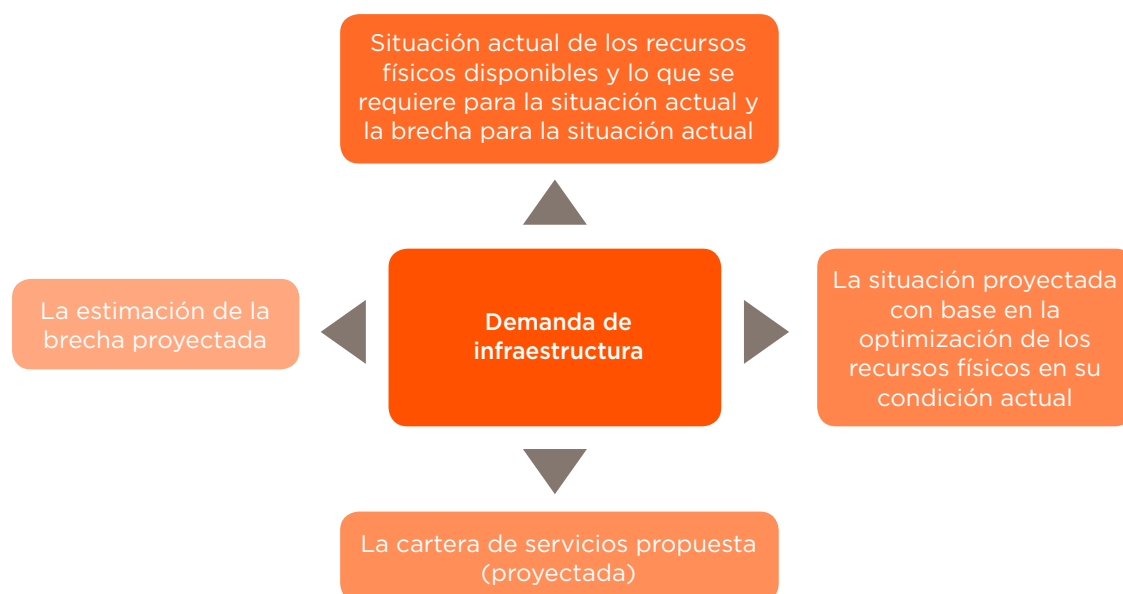 Situación actual de los recursos
físicos disponibles y lo que se
requiere para la situación actual y
la brecha para la situación actual
La estimación de la
brecha proyectada
Demanda de
infraestructura
La situación proyectada
con base en la
optimización de los
recursos físicos en su
condición actual
La cartera de servicios propuesta
(proyectada)